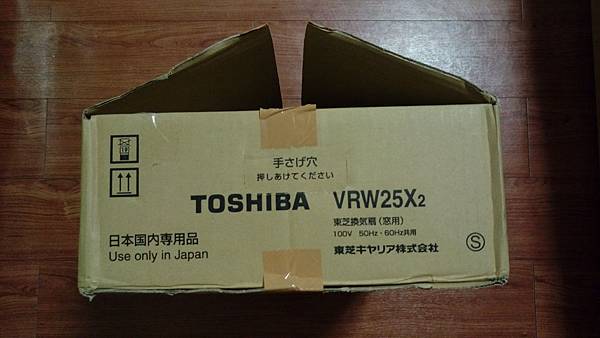 手さげ穴
押しあけてください
TOSHIBA VRW25X2
東芝換気扇（窓用）
100V 50Hz・60Hz共用
東芝キヤリア株式会社
S
日本国内専用品
Use only in Japan